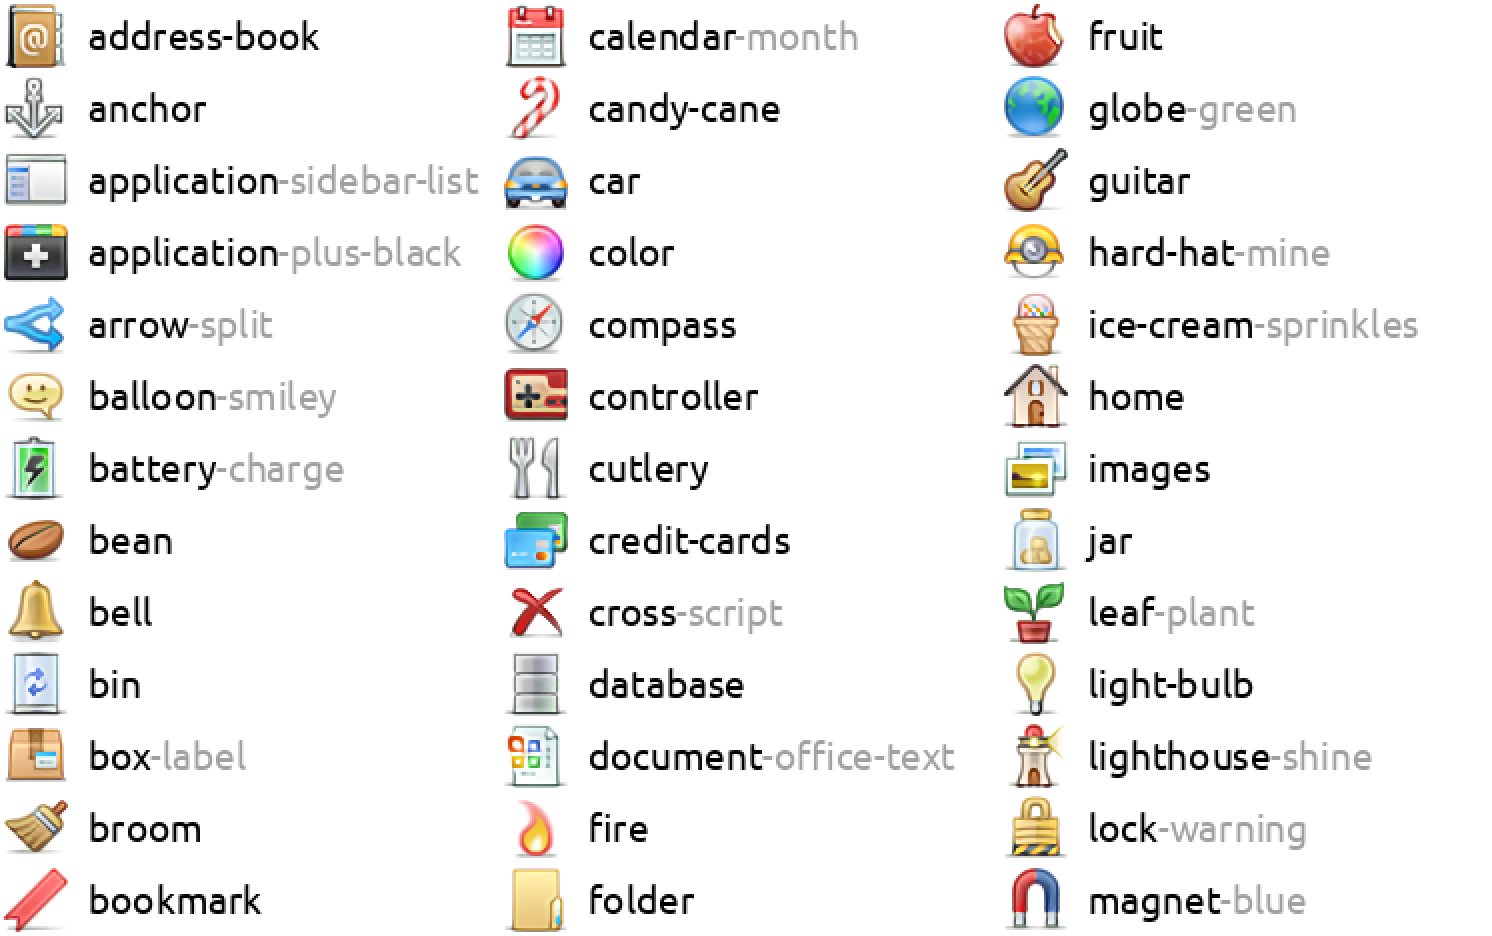 address-book
anchor
application-sidebar-list
application-plus-black
arrow-split
balloon-smiley
battery-charge
bean
bell
bin
box-label
broom
bookmark
calendar-month
candy-cane
car
color
compass
controller
cutlery
credit-cards
cross-script
database
document-office-text
fire
folder
fruit
globe-green
guitar
hard-hat-mine
ice-cream-sprinkles
home
images
jar
leaf-plant
light-bulb
lighthouse-shine
lock-warning
magnet-blue